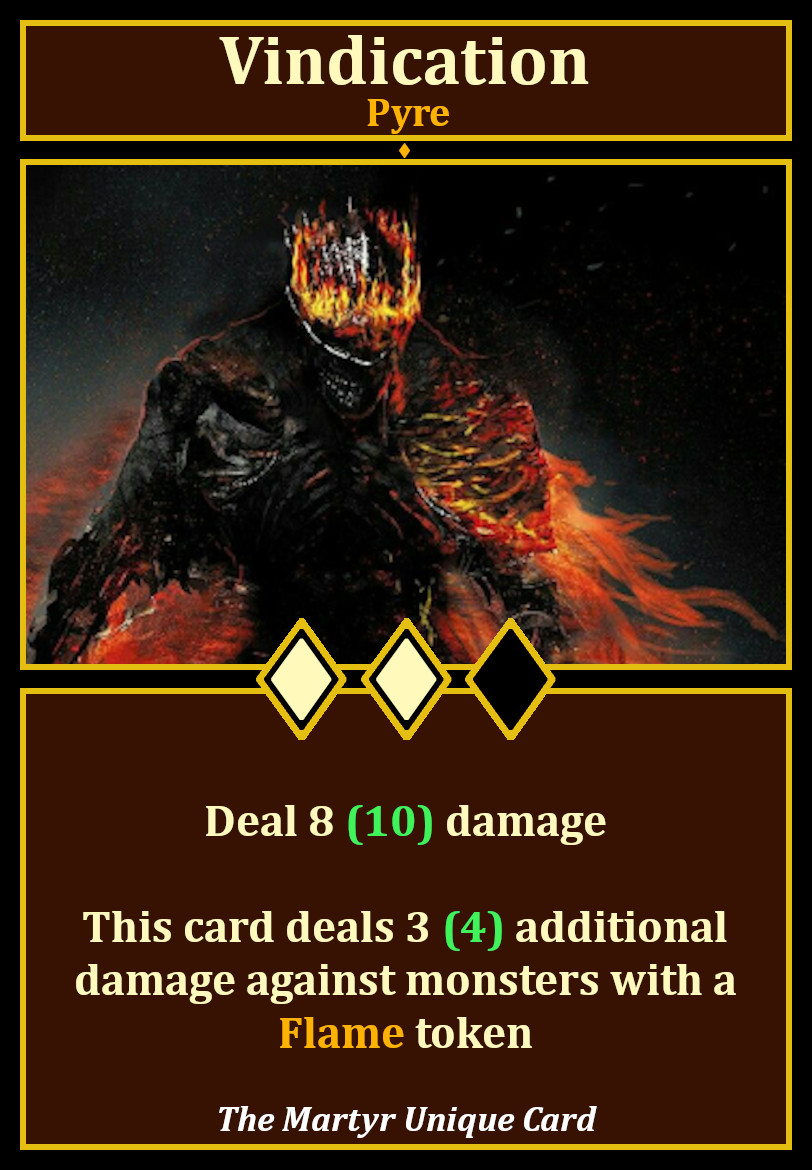 Vindication
Pyre
Deal 8 (10) damage
This card deals 3 (4) additional
damage against monsters with a
Flame token
The Martyr Unique Card